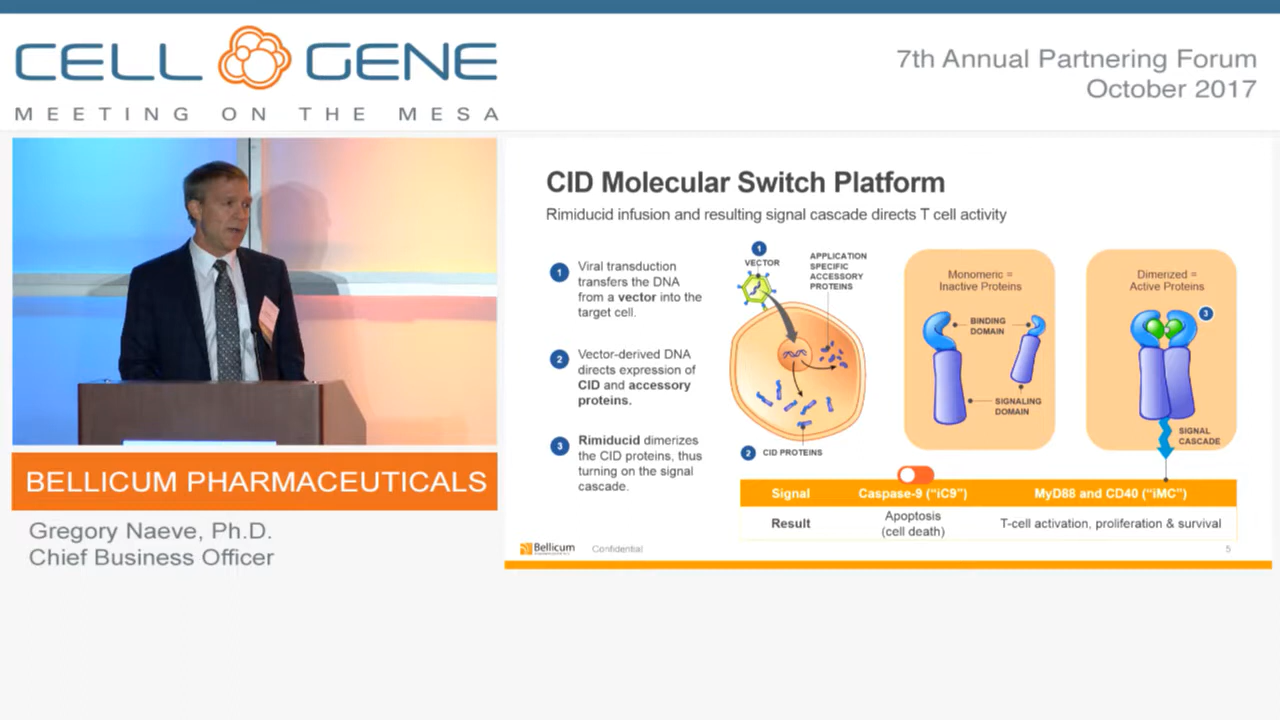 CELL GENE
MEETING ON THE MESA
7th Annual Partnering Forum
October 2017
BELLICUM PHARMACEUTICALS
Gregory Naeve, Ph.D.
Chief Business Officer
CID Molecular Switch Platform
Rimiducid infusion and resulting signal cascade directs T cell activity
1
Viral transduction
transfers the DNA
from a vector into the
target cell.
2
Vector-derived DNA
directs expression of
CID and accessory
proteins.
3
Rimiducid dimerizes
the CID proteins, thus
turning on the signal
cascade.
1
VECTOR
APPLICATION
SPECIFIC
ACCESSORY
PROTEINS
2 CID PROTEINS
Monomeric =
Inactive Proteins
BINDING
DOMAIN
SIGNALING
DOMAIN
Dimerized =
Active Proteins
3
SIGNAL
CASCADE
Signal Caspase-9 ("iC9") MyD88 and CD40 ("iMC")
Result Apoptosis (cell death) T-cell activation, proliferation & survival
Bellicum Confidential 5